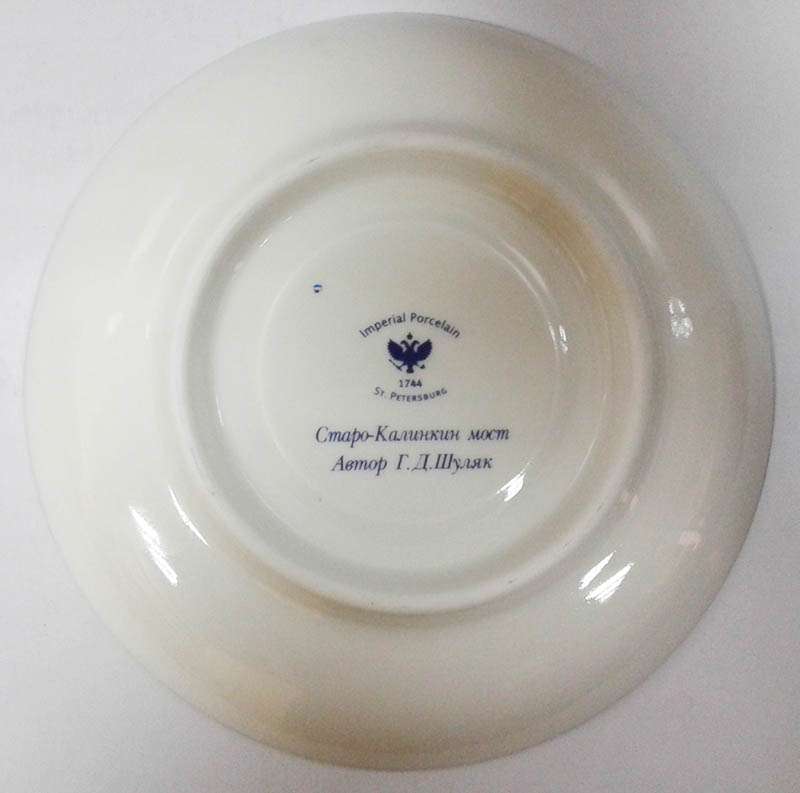 Imperial Porcelain
1744
St. Petersburg
Старо-Калинкин мост
Автор Г.Д.Шуляк